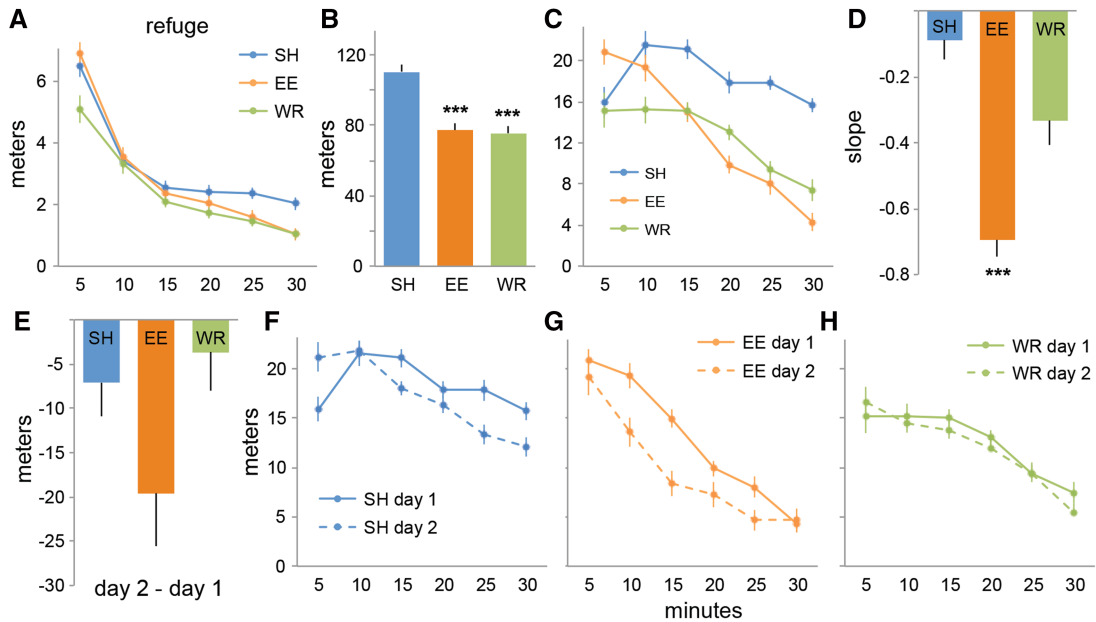 A
refuge
SH
EE
WR
meters
6
4
2
0
5 10 15 20 25 30
B
meters
120
80
40
0
***
***
SH EE WR
C
20
16
12
8
4
0
SH
EE
WR
5 10 15 20 25 30
D
slope
SH EE WR
-0.2
-0.4
-0.6
-0.8
***
E
meters
SH EE WR
-5
-10
-15
-20
-25
-30
day 2 - day 1
F
meters
20
15
10
5
0
SH day 1
SH day 2
5 10 15 20 25 30
G
EE day 1
EE day 2
5 10 15 20 25 30
minutes
H
WR day 1
WR day 2
5 10 15 20 25 30